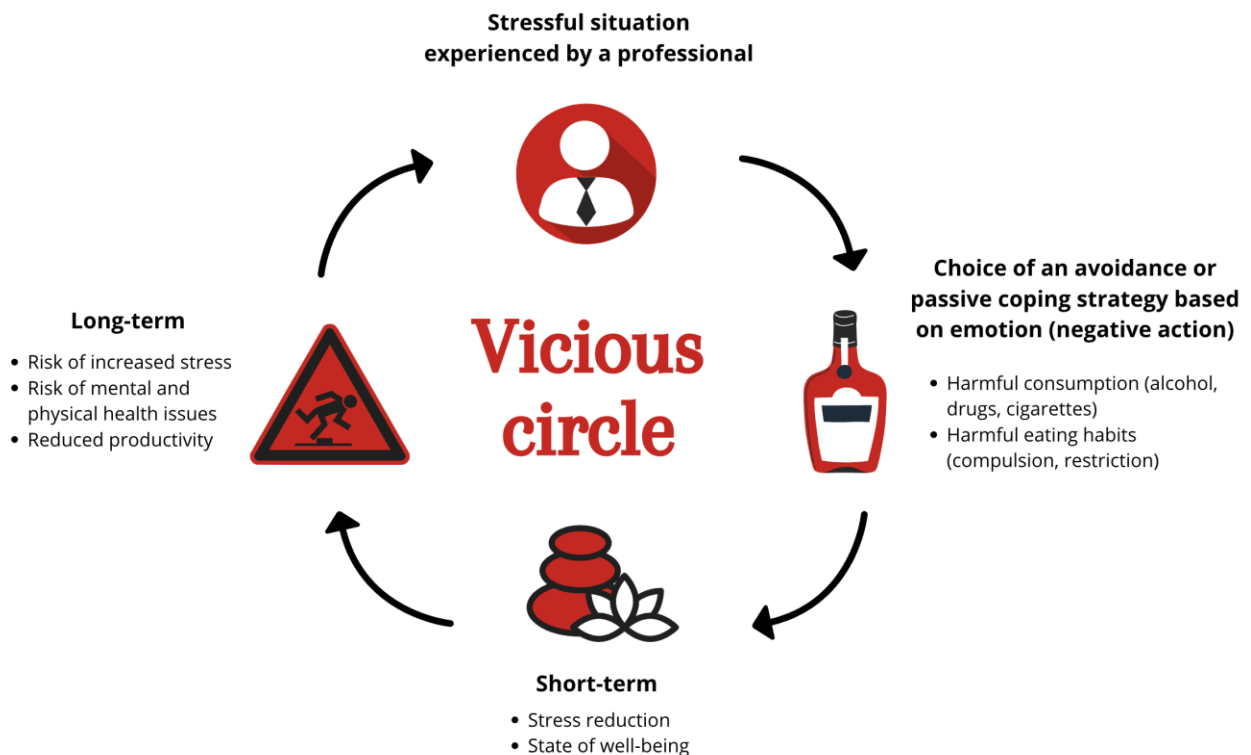 Stressful situation
experienced by a professional
Choice of an avoidance or
passive coping strategy based
on emotion (negative action)
• Harmful consumption (alcohol,
drugs, cigarettes)
• Harmful eating habits
(compulsion, restriction)
Vicious
circle
Short-term
• Stress reduction
• State of well-being
Long-term
• Risk of increased stress
• Risk of mental and
physical health issues
• Reduced productivity